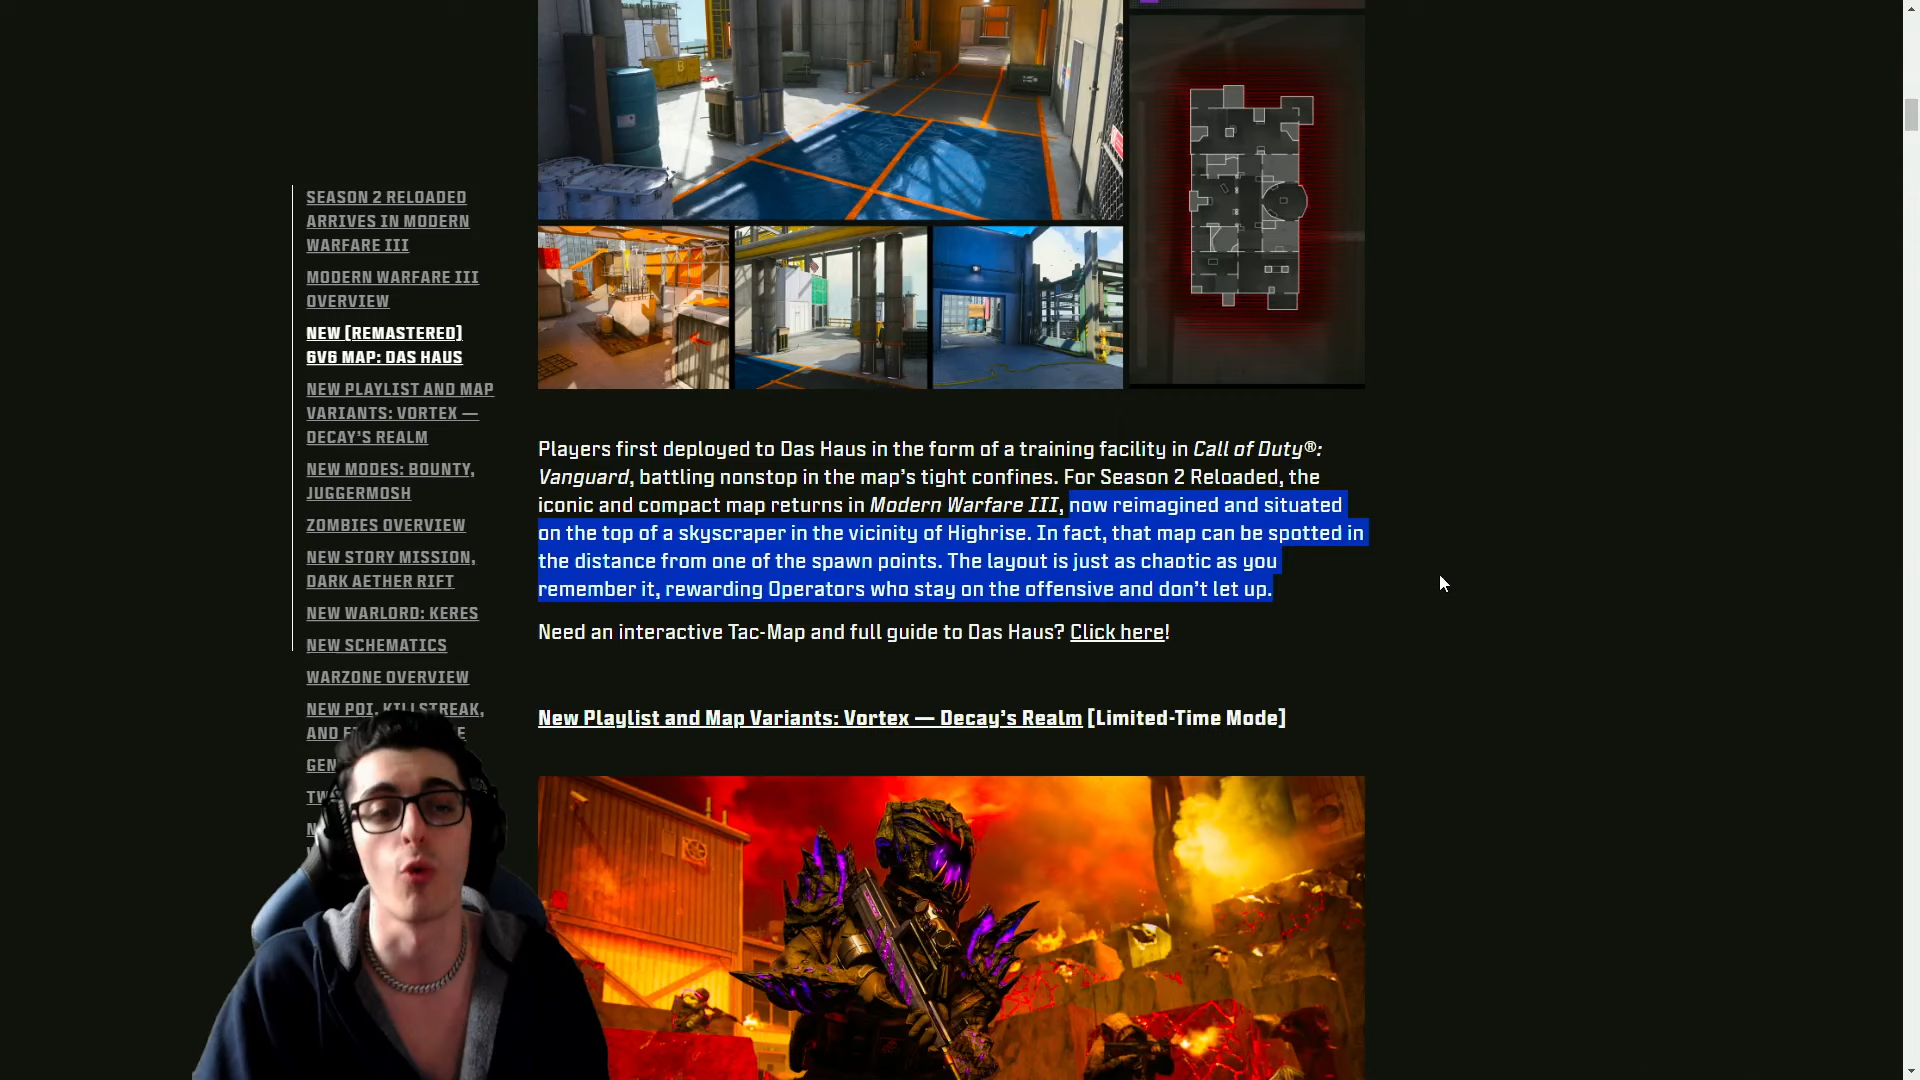 SEASON 2 RELOADED
ARRIVES IN MODERN
WARFARE III
MODERN WARFARE III
OVERVIEW
NEW [REMASTERED]
6V6 MAP: DAS HAUS
NEW PLAYLIST AND MAP
VARIANTS: VORTEX —
DECAY'S REALM
NEW MODES: BOUNTY,
JUGGERMOSH
ZOMBIES OVERVIEW
NEW STORY MISSION,
DARK AETHER RIFT
NEW WARLORD: KERES
NEW SCHEMATICS
WARZONE OVERVIEW
NEW POI, KILLSTREAK,
AND
Players first deployed to Das Haus in the form of a training facility in Call of Duty®:
Vanguard, battling nonstop in the map's tight confines. For Season 2 Reloaded, the
iconic and compact map returns in Modern Warfare III, now reimagined and situated
on the top of a skyscraper in the vicinity of Highrise. In fact, that map can be spotted in
the distance from one of the spawn points. The layout is just as chaotic as you
remember it, rewarding Operators who stay on the offensive and don't let up.
Need an interactive Tac-Map and full guide to Das Haus? Click here!
New Playlist and Map Variants: Vortex — Decay's Realm [Limited-Time Mode]